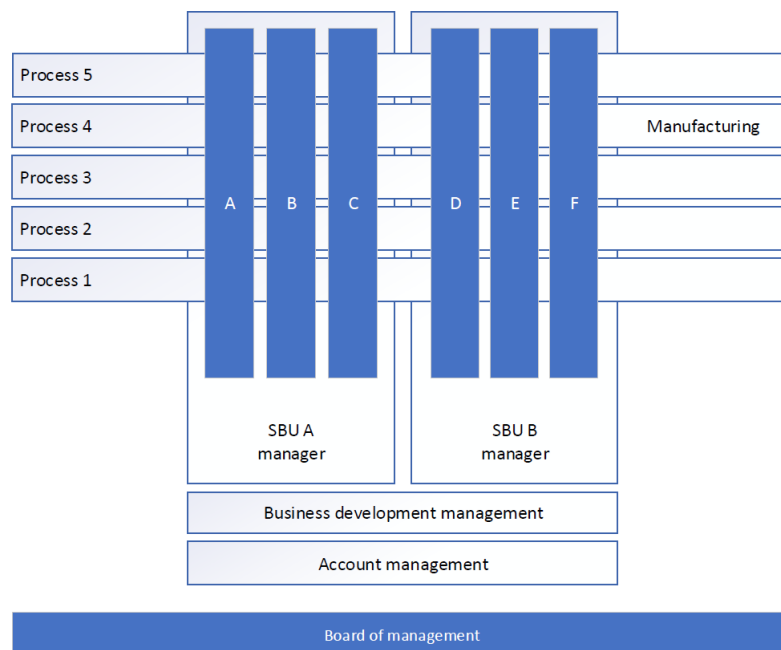 Process 5
Process 4
Manufacturing
Process 3
A
B
C
D
E
F
Process 2
Process 1
SBU A
manager
SBU B
manager
Business development management
Account management
Board of management